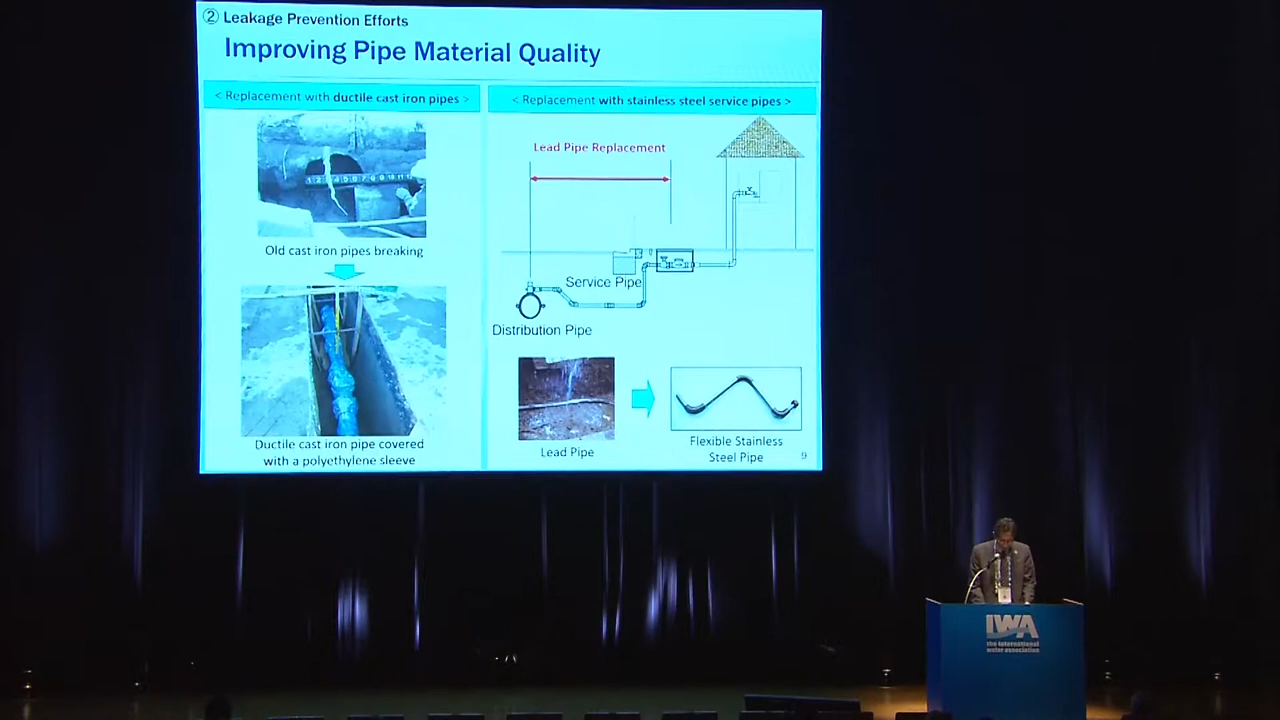 ② Leakage Prevention Efforts
Improving Pipe Material Quality
< Replacement with ductile cast iron pipes >
Old cast iron pipes breaking
Ductile cast iron pipe covered
with a polyethylene sleeve
< Replacement with stainless steel service pipes >
Lead Pipe Replacement
Service Pipe
Distribution Pipe
Lead Pipe
Flexible Stainless
Steel Pipe
9
IWA
the international
water association